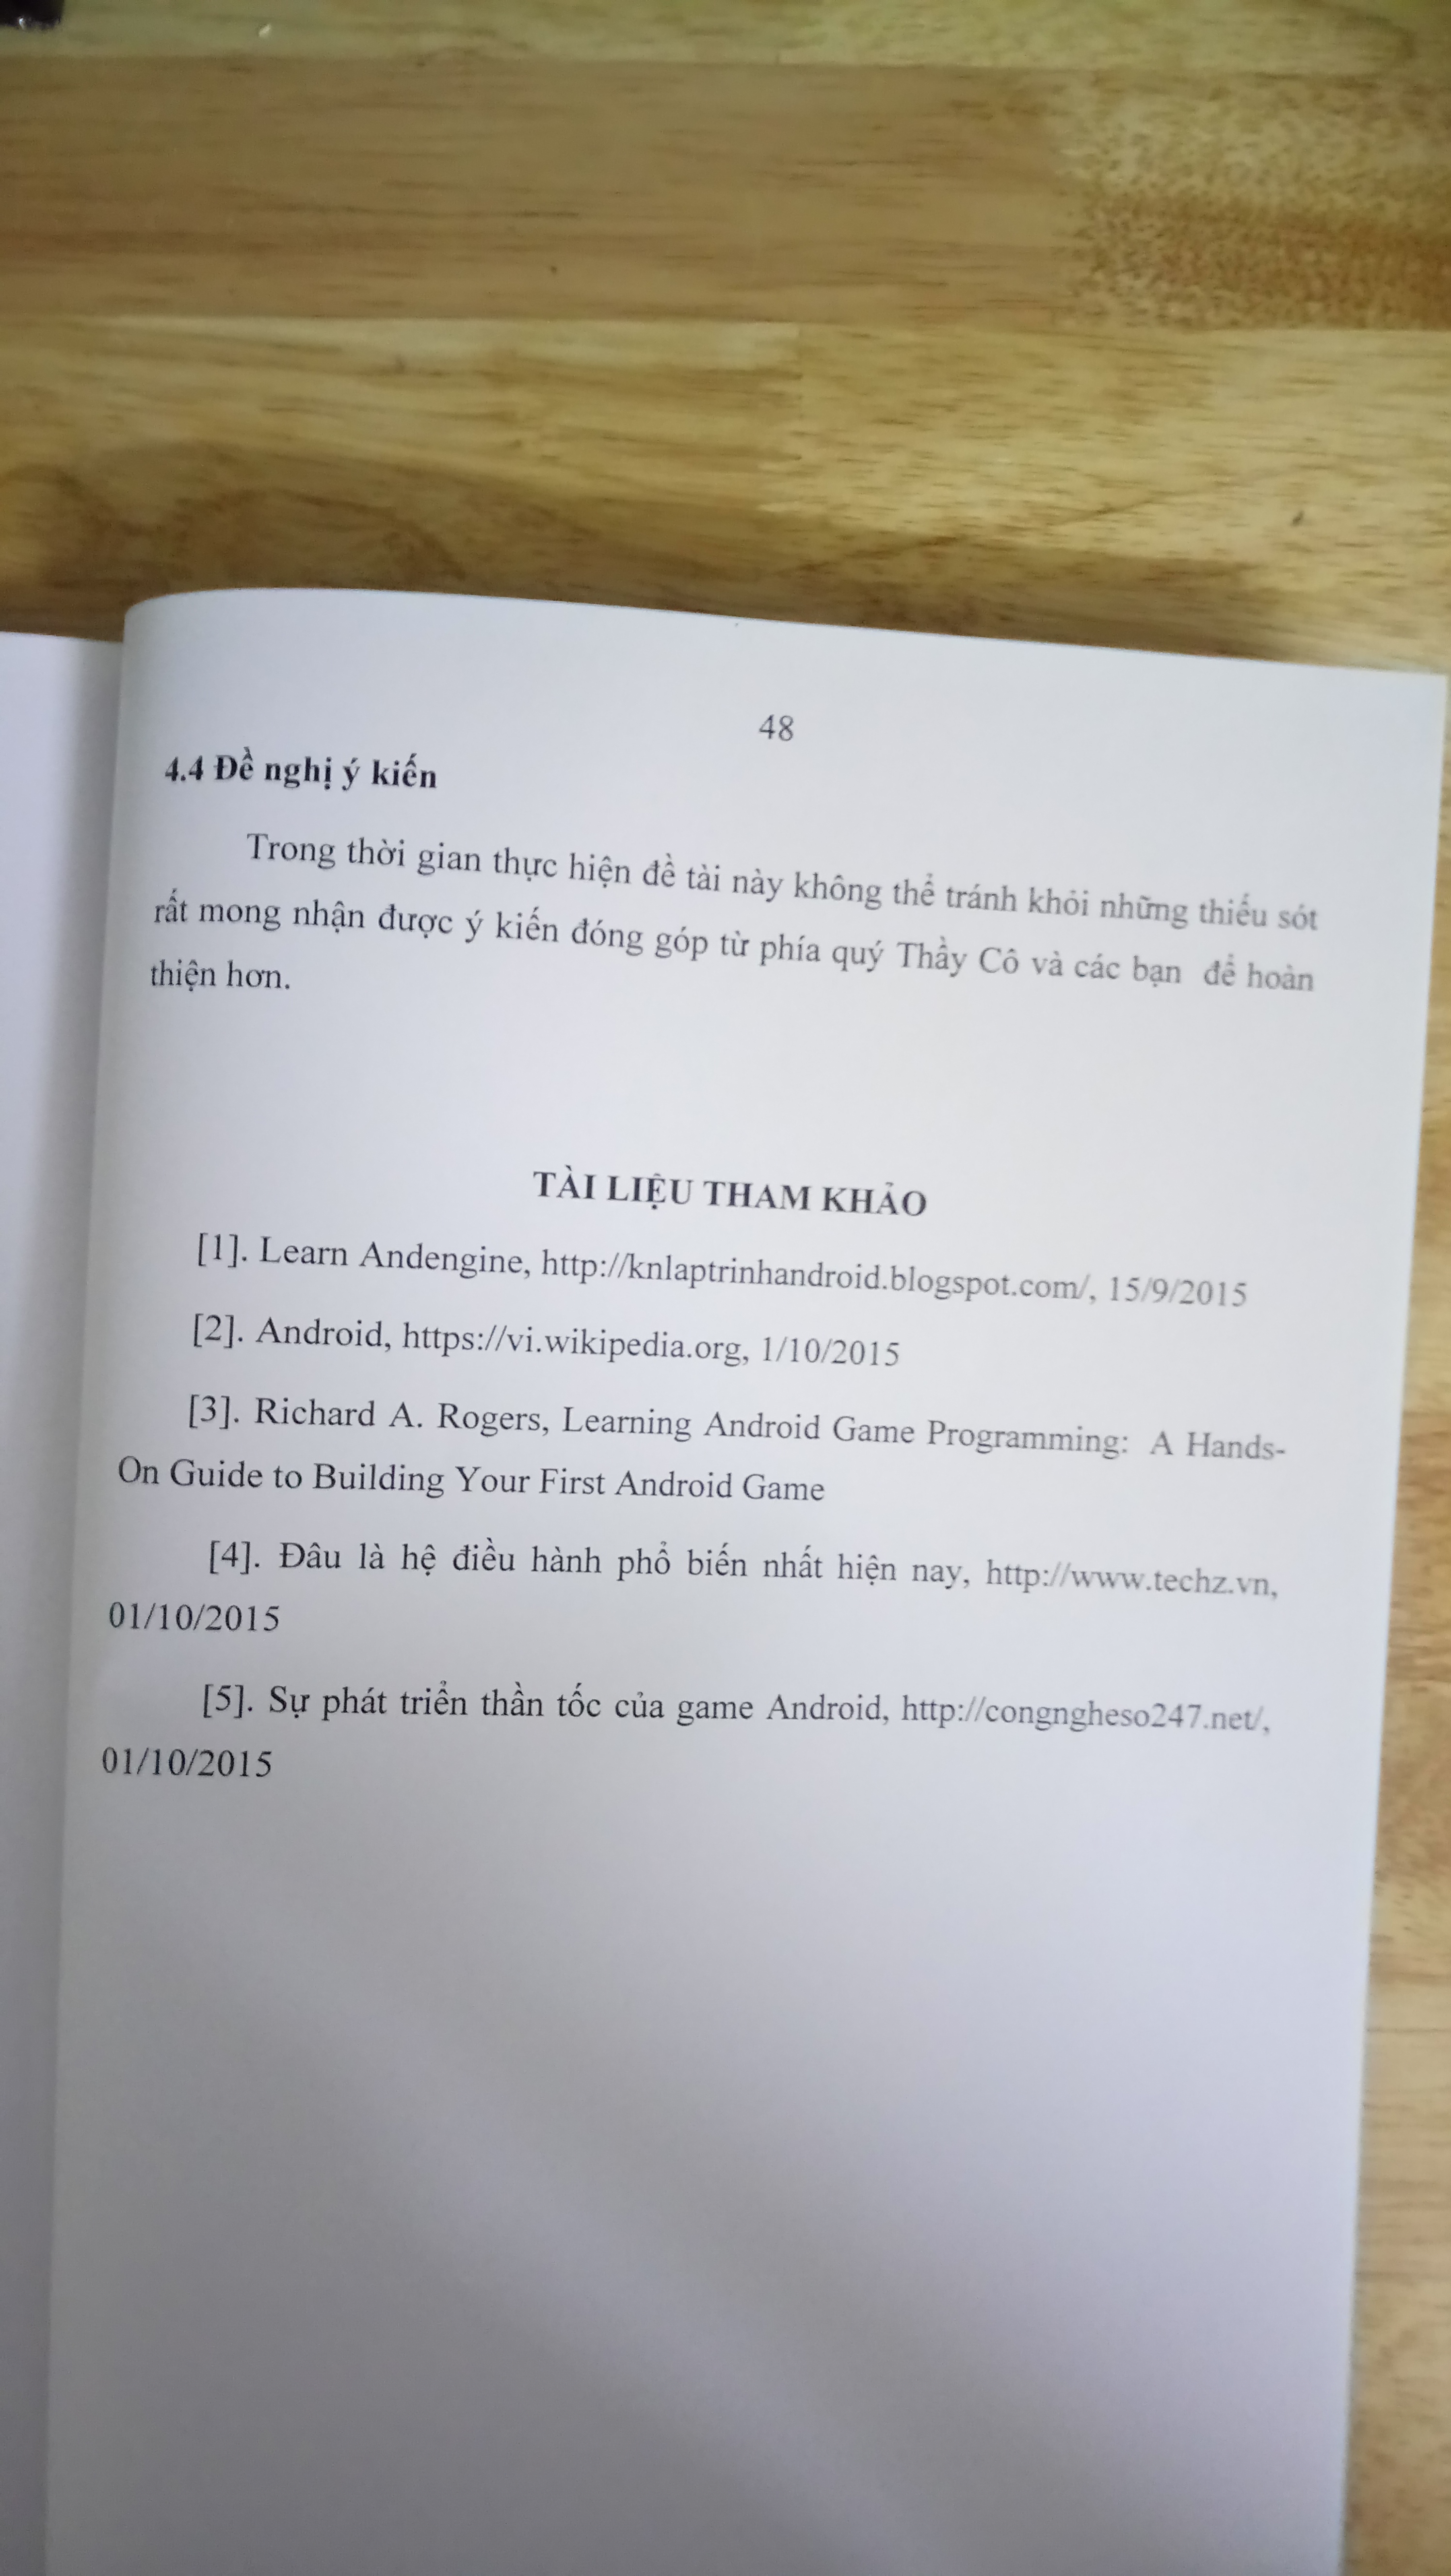 48
4.4 Đề nghị ý kiến
Trong thời gian thực hiện đề tài này không thể tránh khỏi những thiếu sót
rất mong nhận được ý kiến đóng góp từ phía quý Thầy Cô và các bạn để hoàn
thiện hơn.
TÀI LIỆU THAM KHẢO
[1]. Learn Andengine, http://knlaptrinhandroid.blogspot.com/, 15/9/2015
[2]. Android, https://vi.wikipedia.org, 1/10/2015
[3]. Richard A. Rogers, Learning Android Game Programming: A Hands-
On Guide to Building Your First Android Game
[4]. Đâu là hệ điều hành phổ biến nhất hiện nay, http://www.techz.vn,
01/10/2015
[5]. Sự phát triển thần tốc của game Android, http://congngheso247.net/,
01/10/2015